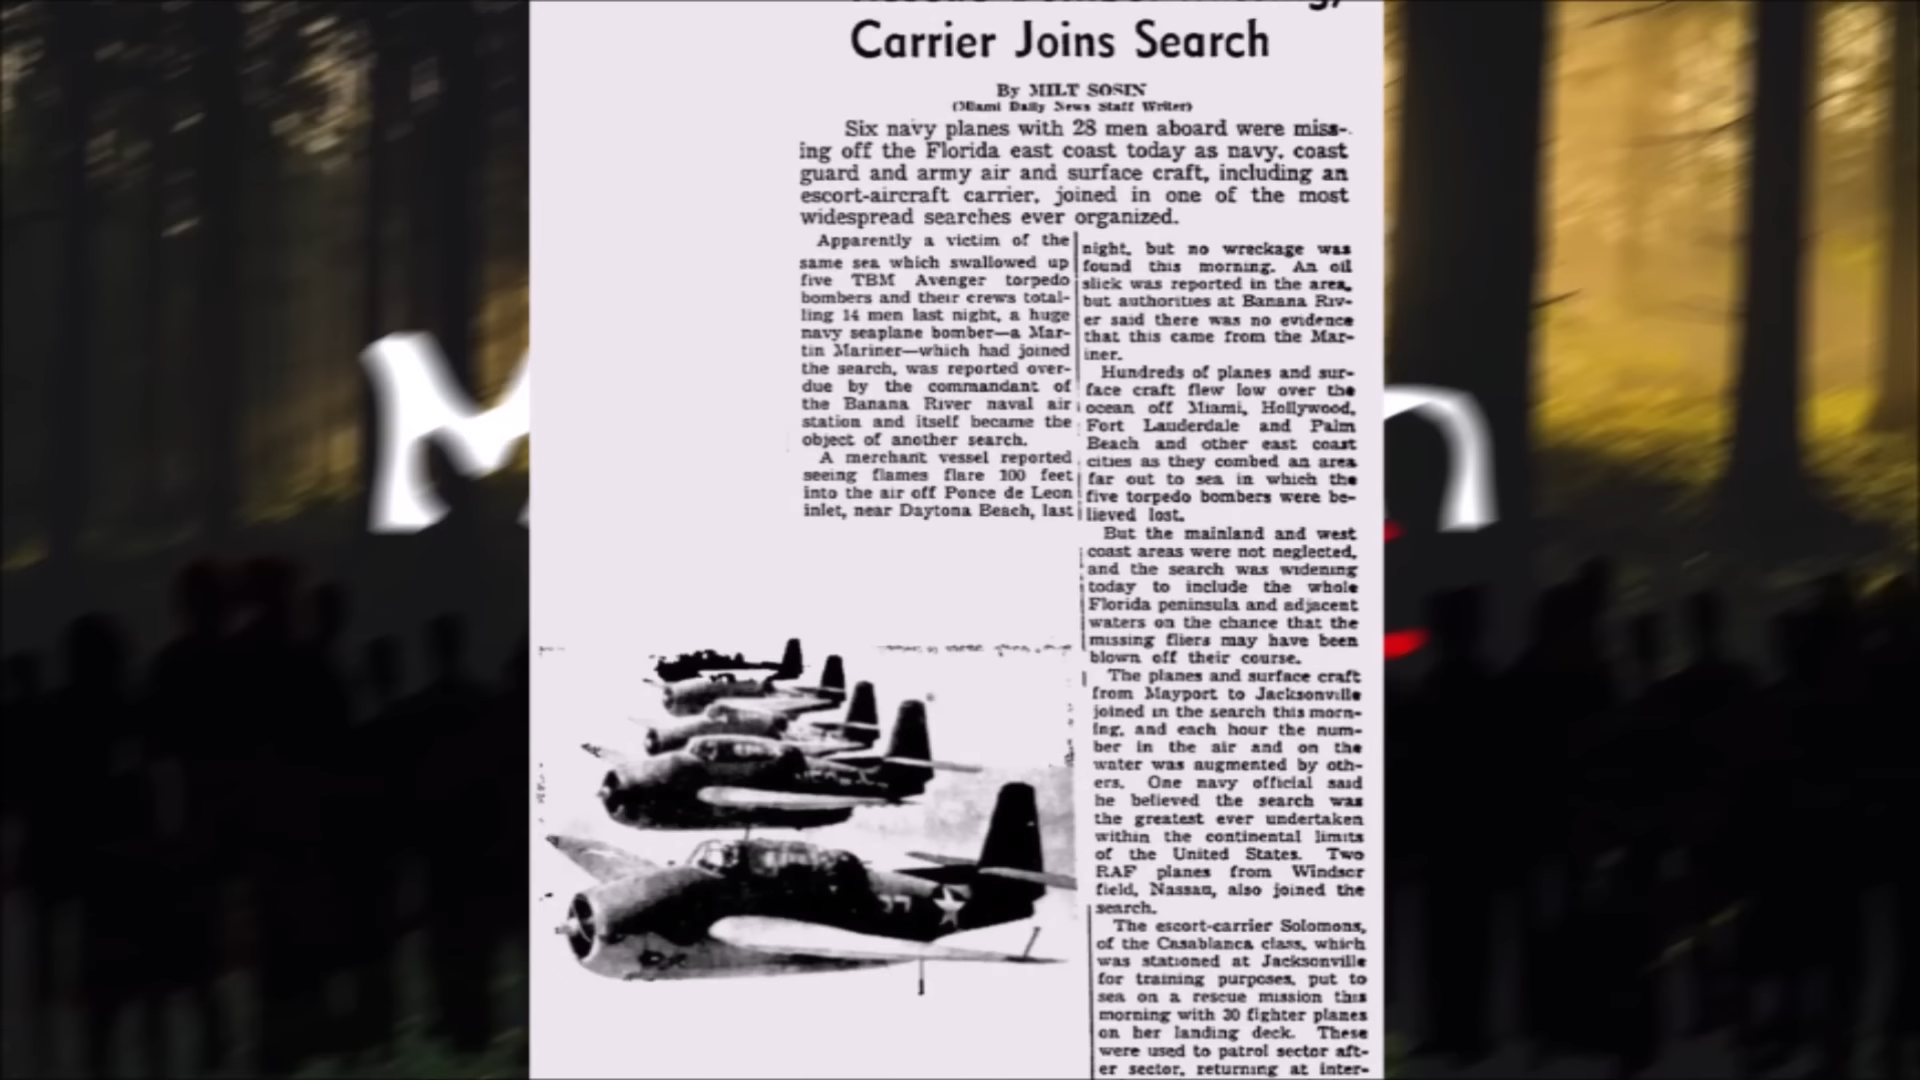 Carrier Joins Search
By MILT SOSIN
(Miami Daily News Staff Writer)
Six navy planes with 28 men aboard were miss-
ing off the Florida east coast today as navy, coast
guard and army air and surface craft, including an
escort-aircraft carrier, joined in one of the most
widespread searches ever organized.
Apparently a victim of the
same sea which swallowed up
five TBM Avenger torpedo
bombers and their crews total-
ling 14 men last night, a huge
navy seaplane bomber—a Mar-
tin Mariner—which had joined
the search, was reported over-
due by the commandant of
the Banana River naval air
station and itself became the
object of another search.
A merchant vessel reported
seeing flames flare 100 feet
into the air off Ponce de Leon
inlet, near Daytona Beach, last
night, but no wreckage was
found this morning. An oil
slick was reported in the area,
but authorities at Banana Riv-
er said there was no evidence
that this came from the Mar-
iner.
Hundreds of planes and sur-
face craft flew low over the
ocean off Miami, Hollywood,
Fort Lauderdale and Palm
Beach and other east coast
cities as they combed an area
far out to sea in which the
five torpedo bombers were be-
lieved lost.
But the mainland and west
coast areas were not neglected,
and the search was widening
today to include the whole
Florida peninsula and adjacent
waters on the chance that the
missing fliers may have been
blown off their course.
The planes and surface craft
from Mayport to Jacksonville
joined in the search this morn-
ing, and each hour the num-
ber in the air and on the
water was augmented by oth-
ers. One navy official said
he believed the search was
the greatest ever undertaken
within the continental limits
of the United States. Two
RAF planes from Windsor
field, Nassau, also joined the
search.
The escort-carrier Solomons,
of the Casablanca class, which
was stationed at Jacksonville
for training purposes, put to
sea on a rescue mission this
morning with 30 fighter planes
on her landing deck. These
were used to patrol sector aft-
er sector, returning at inter-